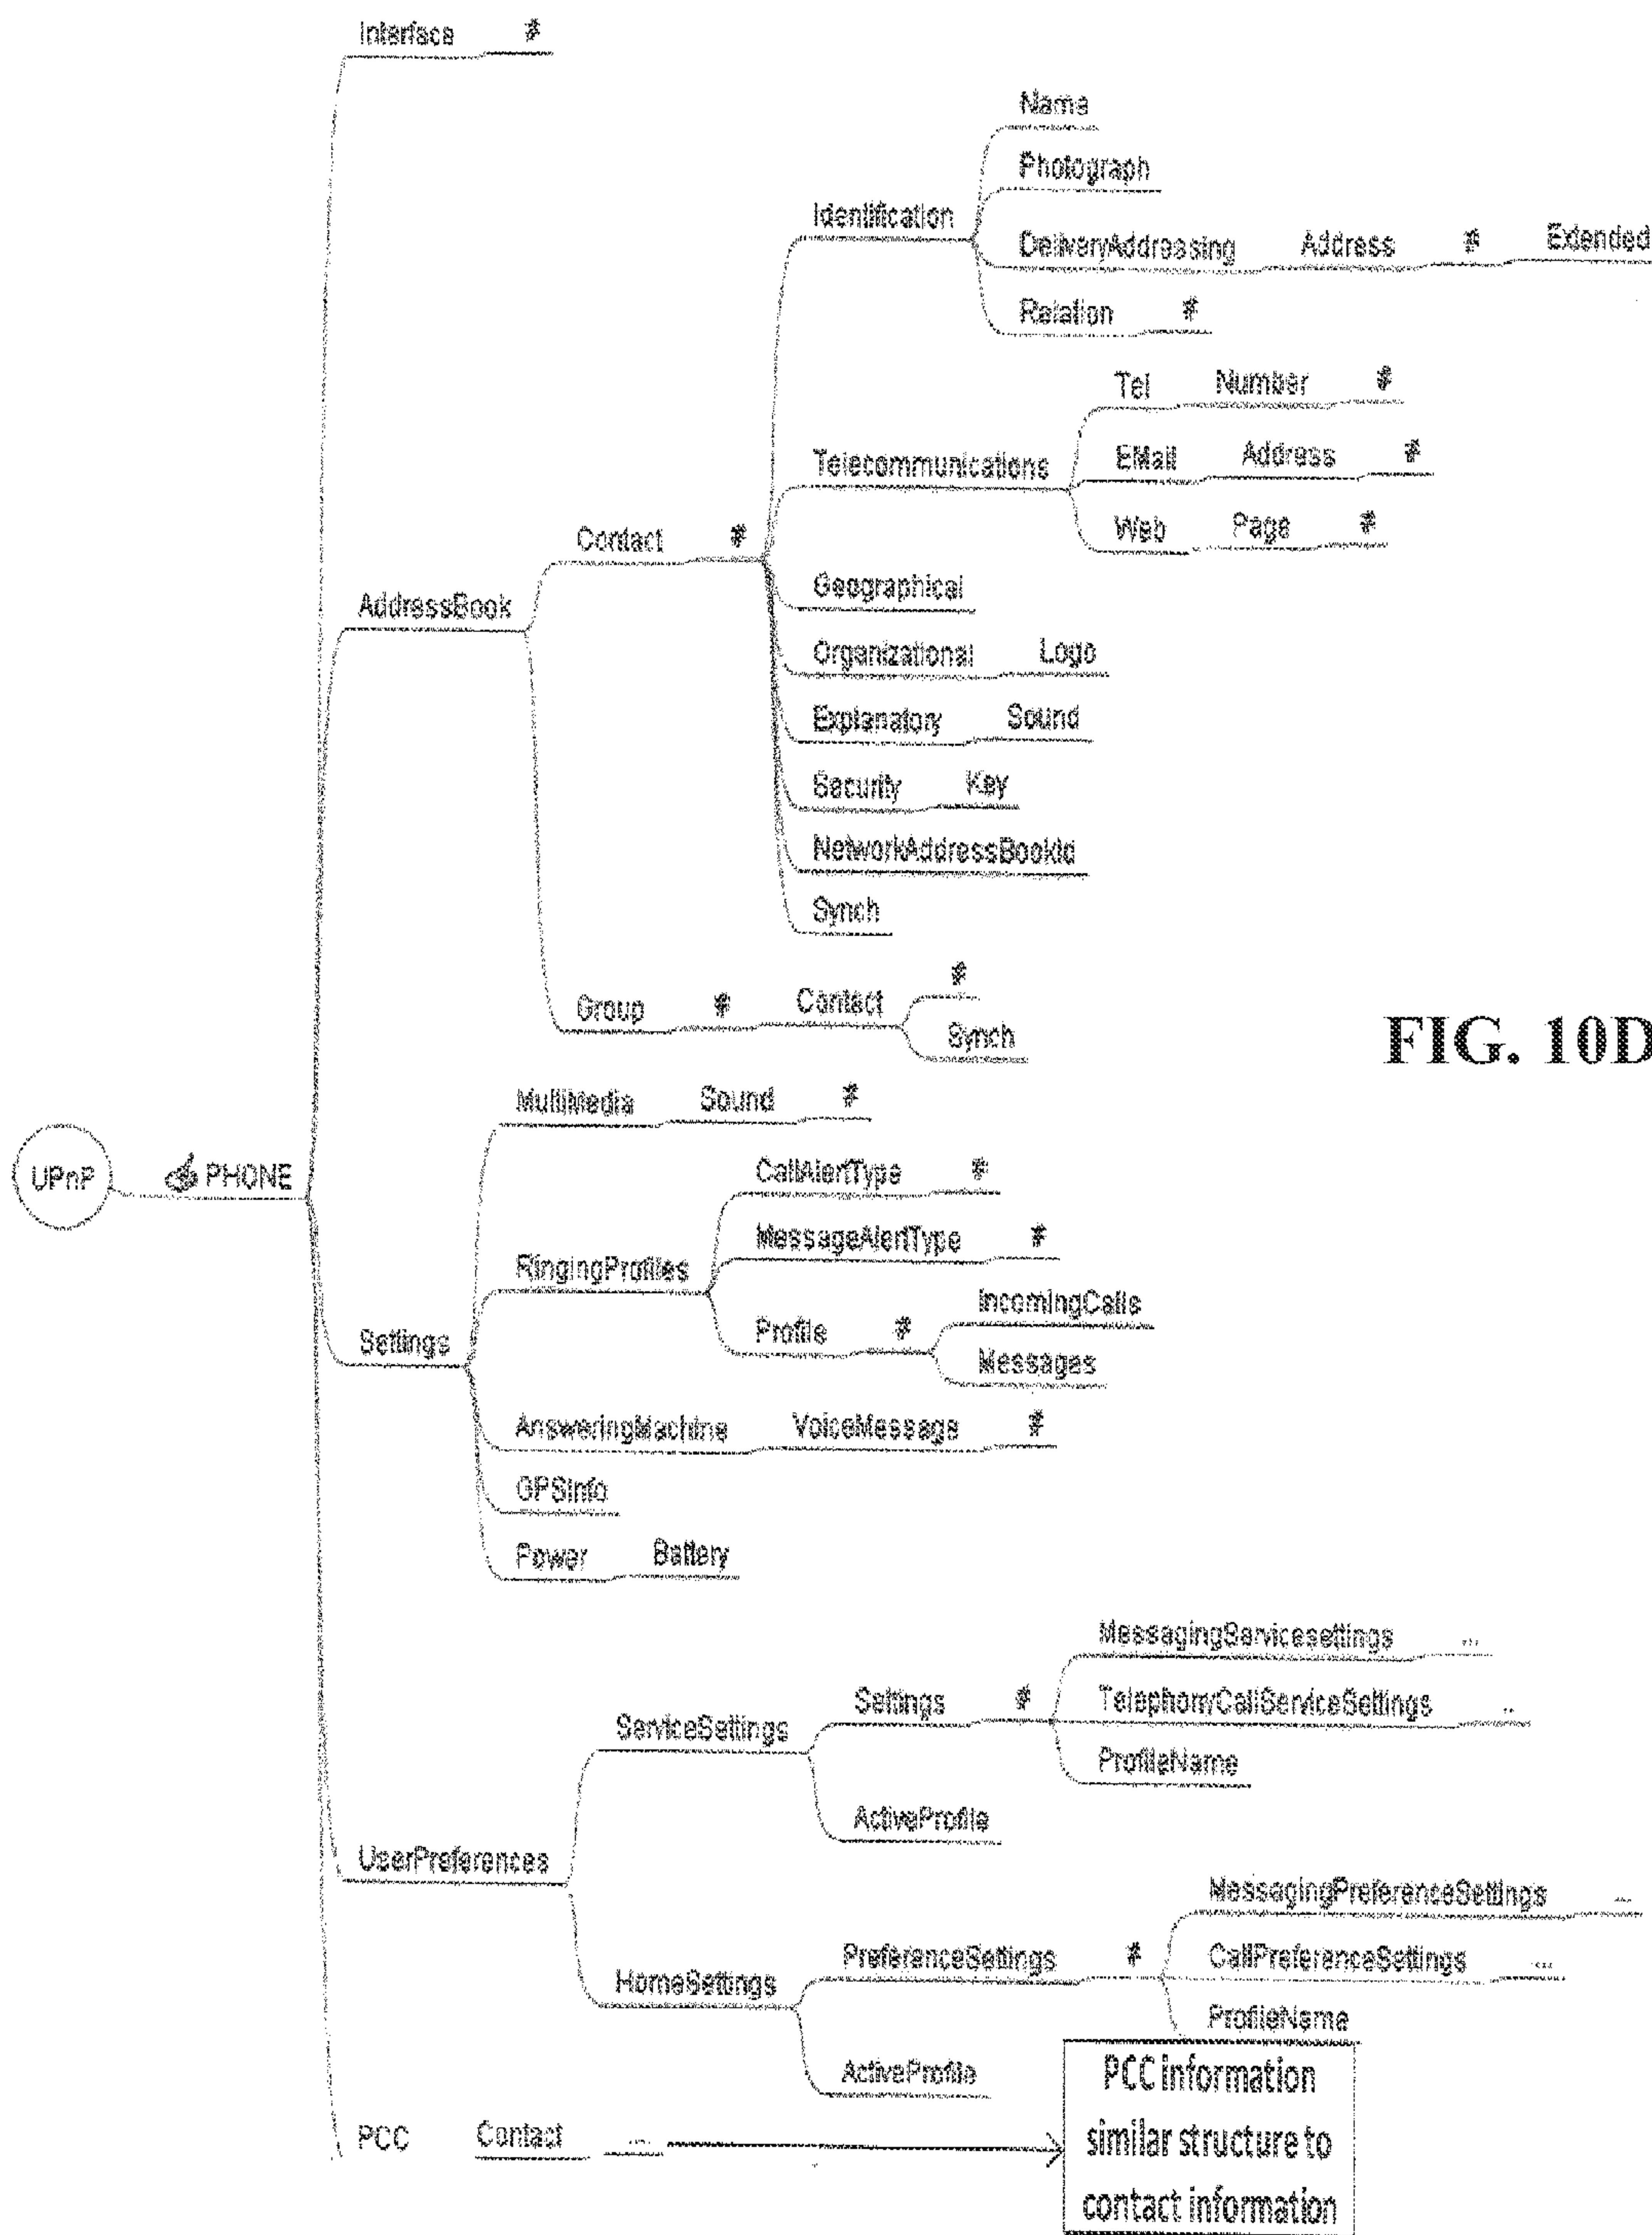 Interface #
Name
Photograph
Identification
DeliveryAddressing Address # Extended
Relation #
Tel Number #
Telecommunications
EMail Address #
Web Page #
Contact #
Geographical
AddressBook
Organizational Logo
Explanatory Sound
Security Key
NetworkAddressBookId
Synch
Group # Contact #
Synch
FIG. 10D
MultiMedia Sound #
UPnP PHONE
CallAlertType #
MessageAlertType #
RingingProfiles
IncomingCalls
Profile #
Messages
Settings
AnsweringMachine VoiceMessage #
GPSInfo
Power Battery
MessagingServicesettings ...
Settings #
TelephonyCallServiceSettings ...
ServiceSettings
ProfileName
ActiveProfile
UserPreferences
MessagingPreferenceSettings ...
PreferenceSettings #
CallPreferenceSettings ...
HomeSettings
ProfileName
ActiveProfile
PCC Contact ...
PCC information
similar structure to
contact information